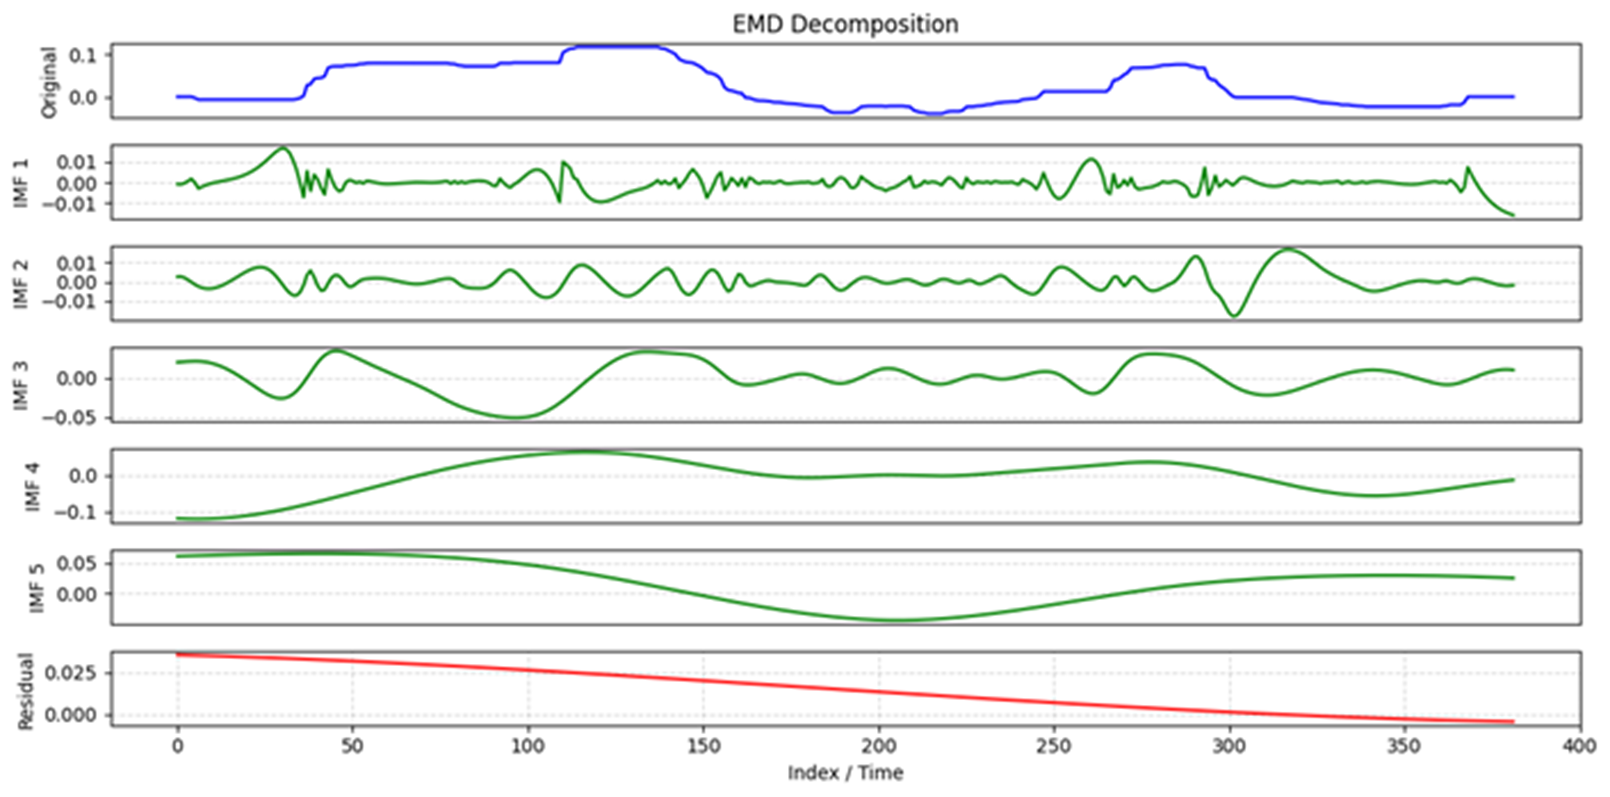 EMD Decomposition
Original
0.1
0.0
IMF 1
0.01
0.00
−0.01
IMF 2
0.01
0.00
−0.01
IMF 3
0.00
−0.05
IMF 4
0.0
−0.1
IMF 5
0.05
0.00
Residual
0.025
0.000
0 50 100 150 200 250 300 350 400
Index / Time